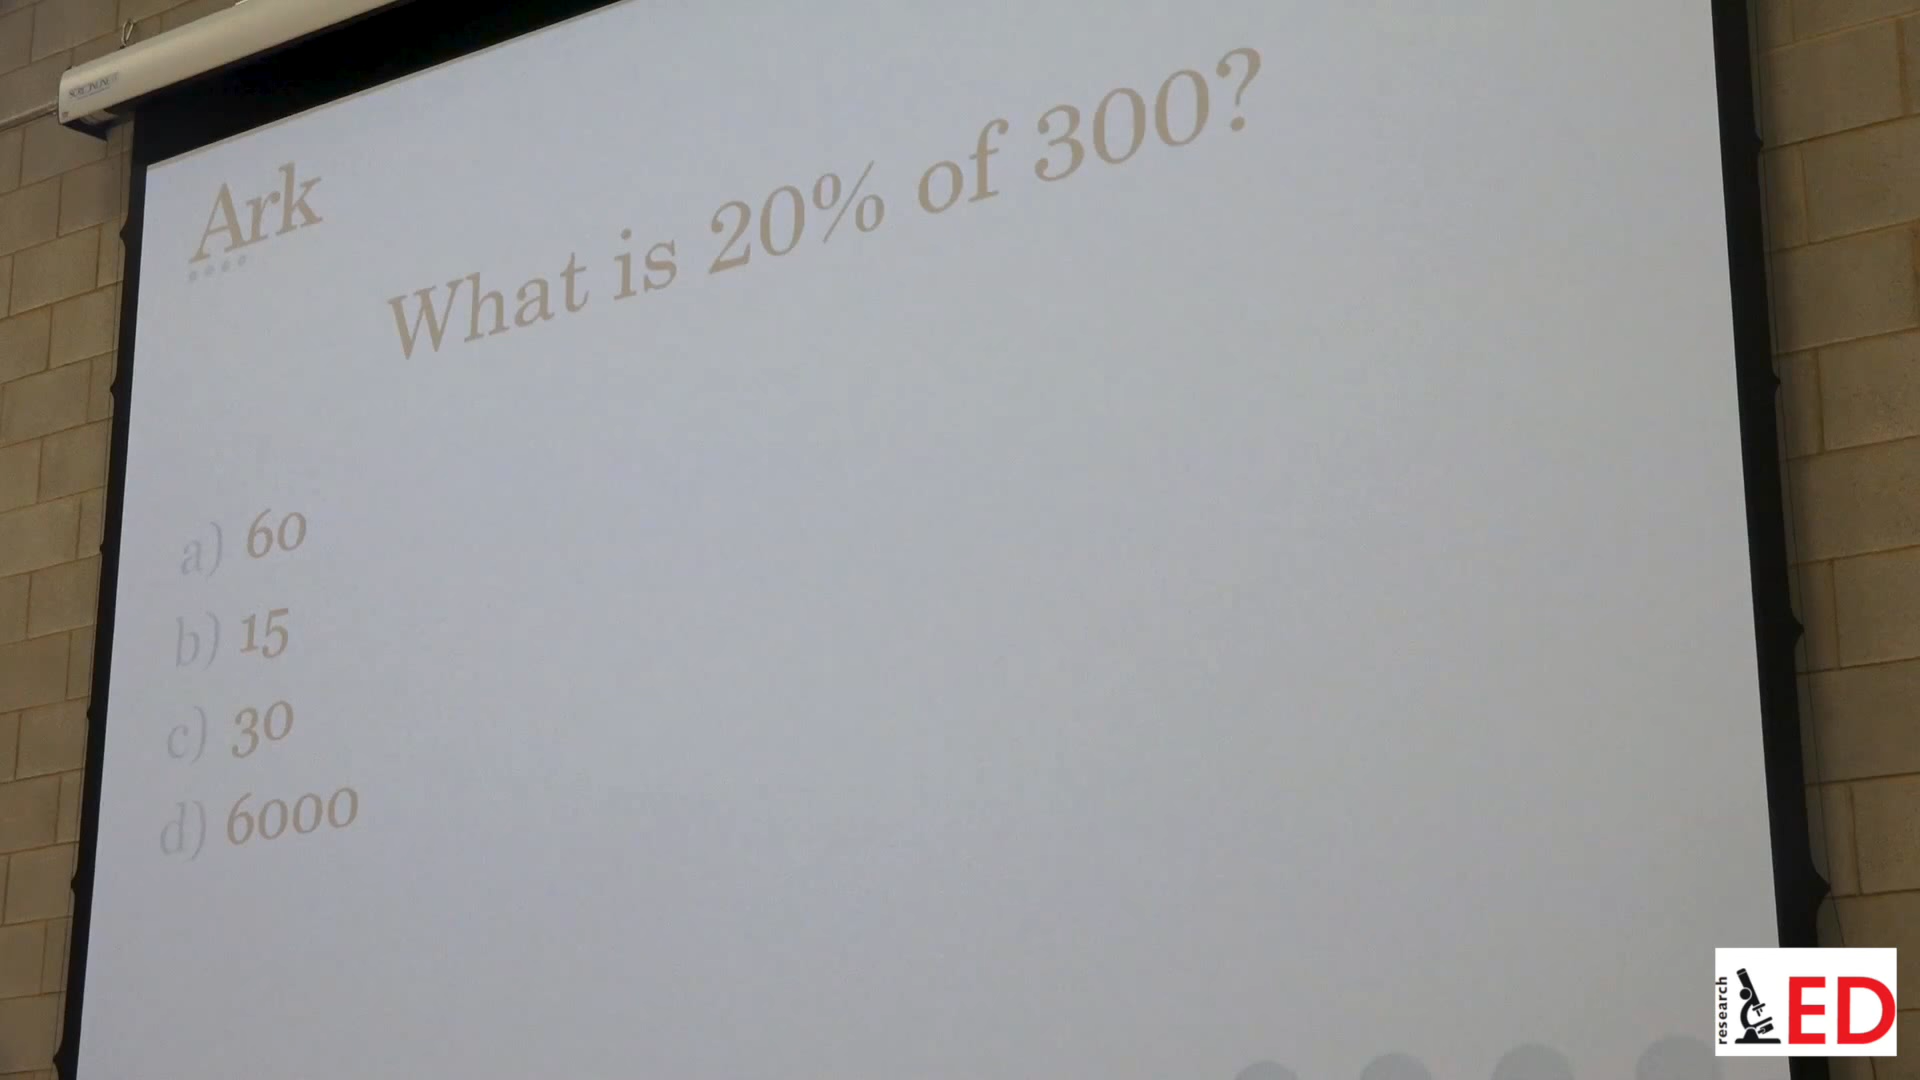 Ark
What is 20% of 300?
a) 60
b) 15
c) 30
d) 6000
research
ED